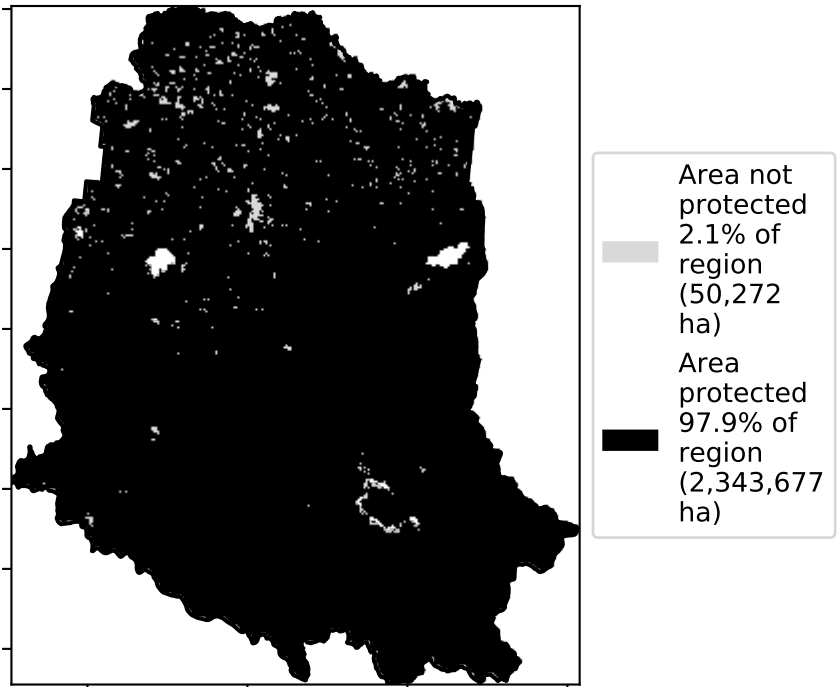 Area not
protected
2.1% of
region
(50,272
ha)
Area
protected
97.9% of
region
(2,343,677
ha)